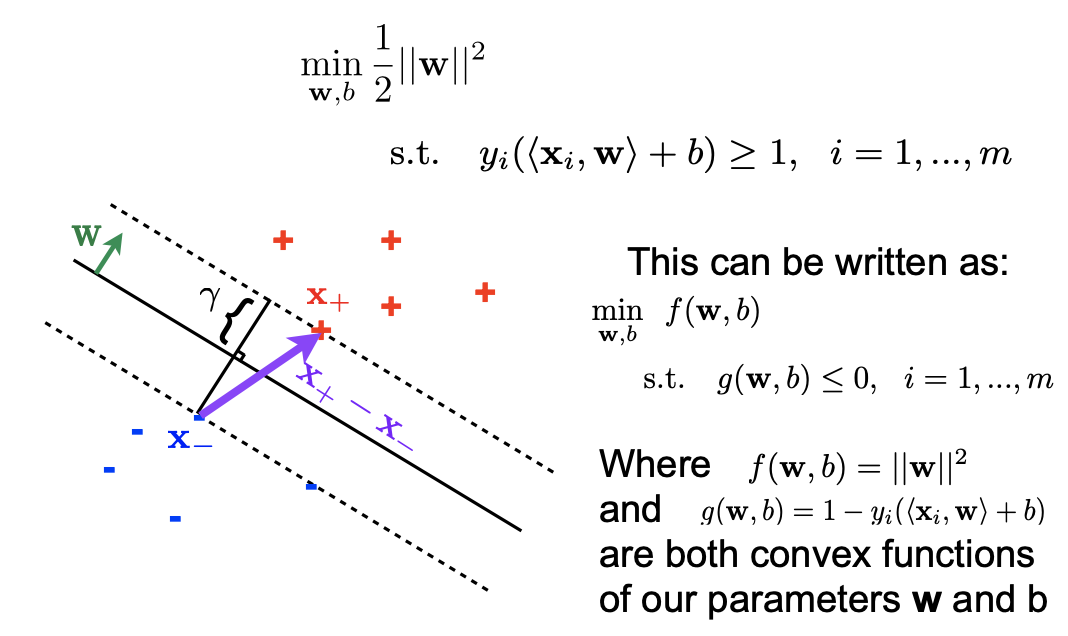 min_{w,b} 1/2 ||w||²
s.t. y_i(⟨x_i, w⟩ + b) ≥ 1, i = 1, ..., m
w
γ
x_+
x_+ − x_−
x_−
This can be written as:
min_{w,b} f(w, b)
s.t. g(w, b) ≤ 0, i = 1, ..., m
Where f(w, b) = ||w||²
and g(w, b) = 1 − y_i(⟨x_i, w⟩ + b)
are both convex functions
of our parameters w and b